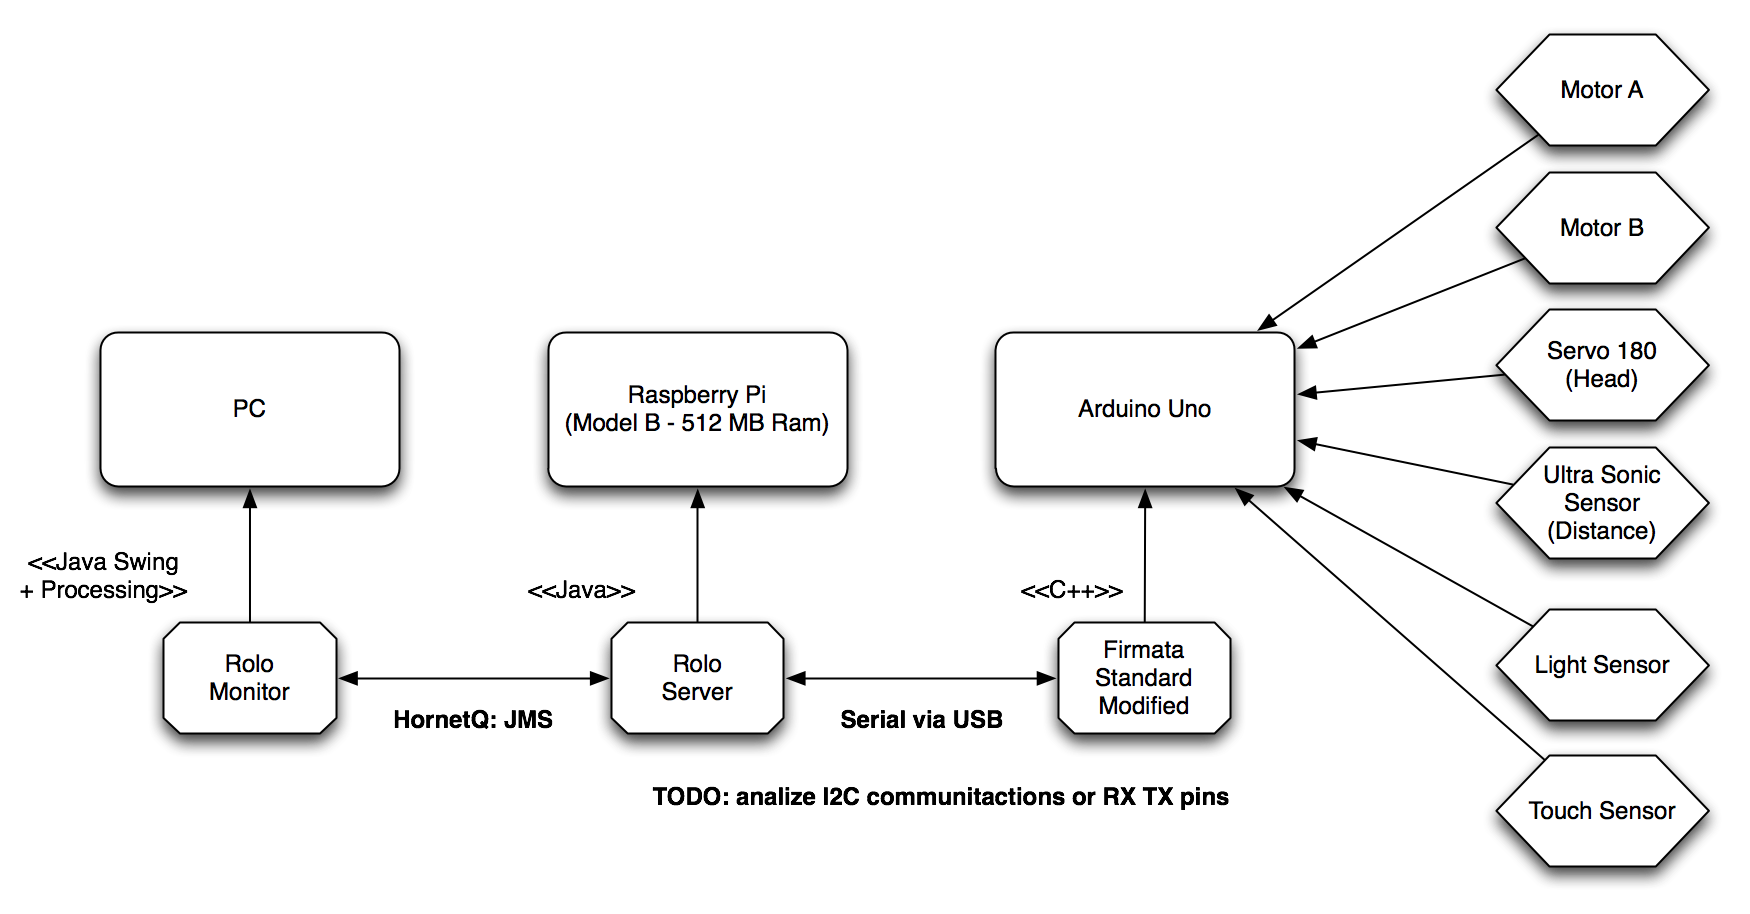 Motor A
Motor B
Servo 180
(Head)
PC
Raspberry Pi
(Model B - 512 MB Ram)
Arduino Uno
Ultra Sonic
Sensor
(Distance)
<<Java Swing
+ Processing>>
<<Java>>
<<C++>>
Rolo
Monitor
Rolo
Server
Firmata
Standard
Modified
Light Sensor
HornetQ: JMS
Serial via USB
TODO: analize I2C communitactions or RX TX pins
Touch Sensor